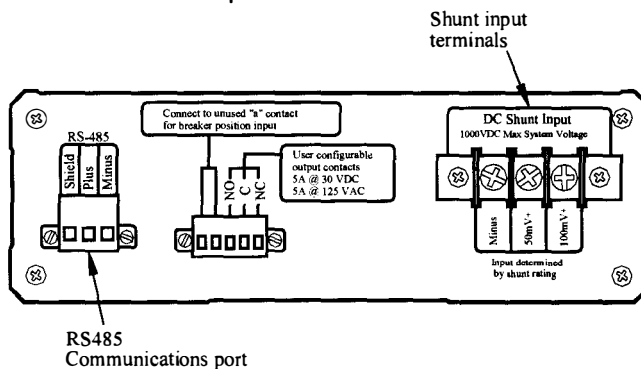 Shunt input
terminals
Connect to unused "a" contact
for breaker position input
DC Shunt Input
1000VDC Max System Voltage
RS-485
Shield
Plus
Minus
User configurable
output contacts
5A @ 30 VDC
5A @ 125 VAC
NO
C
NC
Minus
50mV+
100mV+
Input determined
by shunt rating
RS485
Communications port